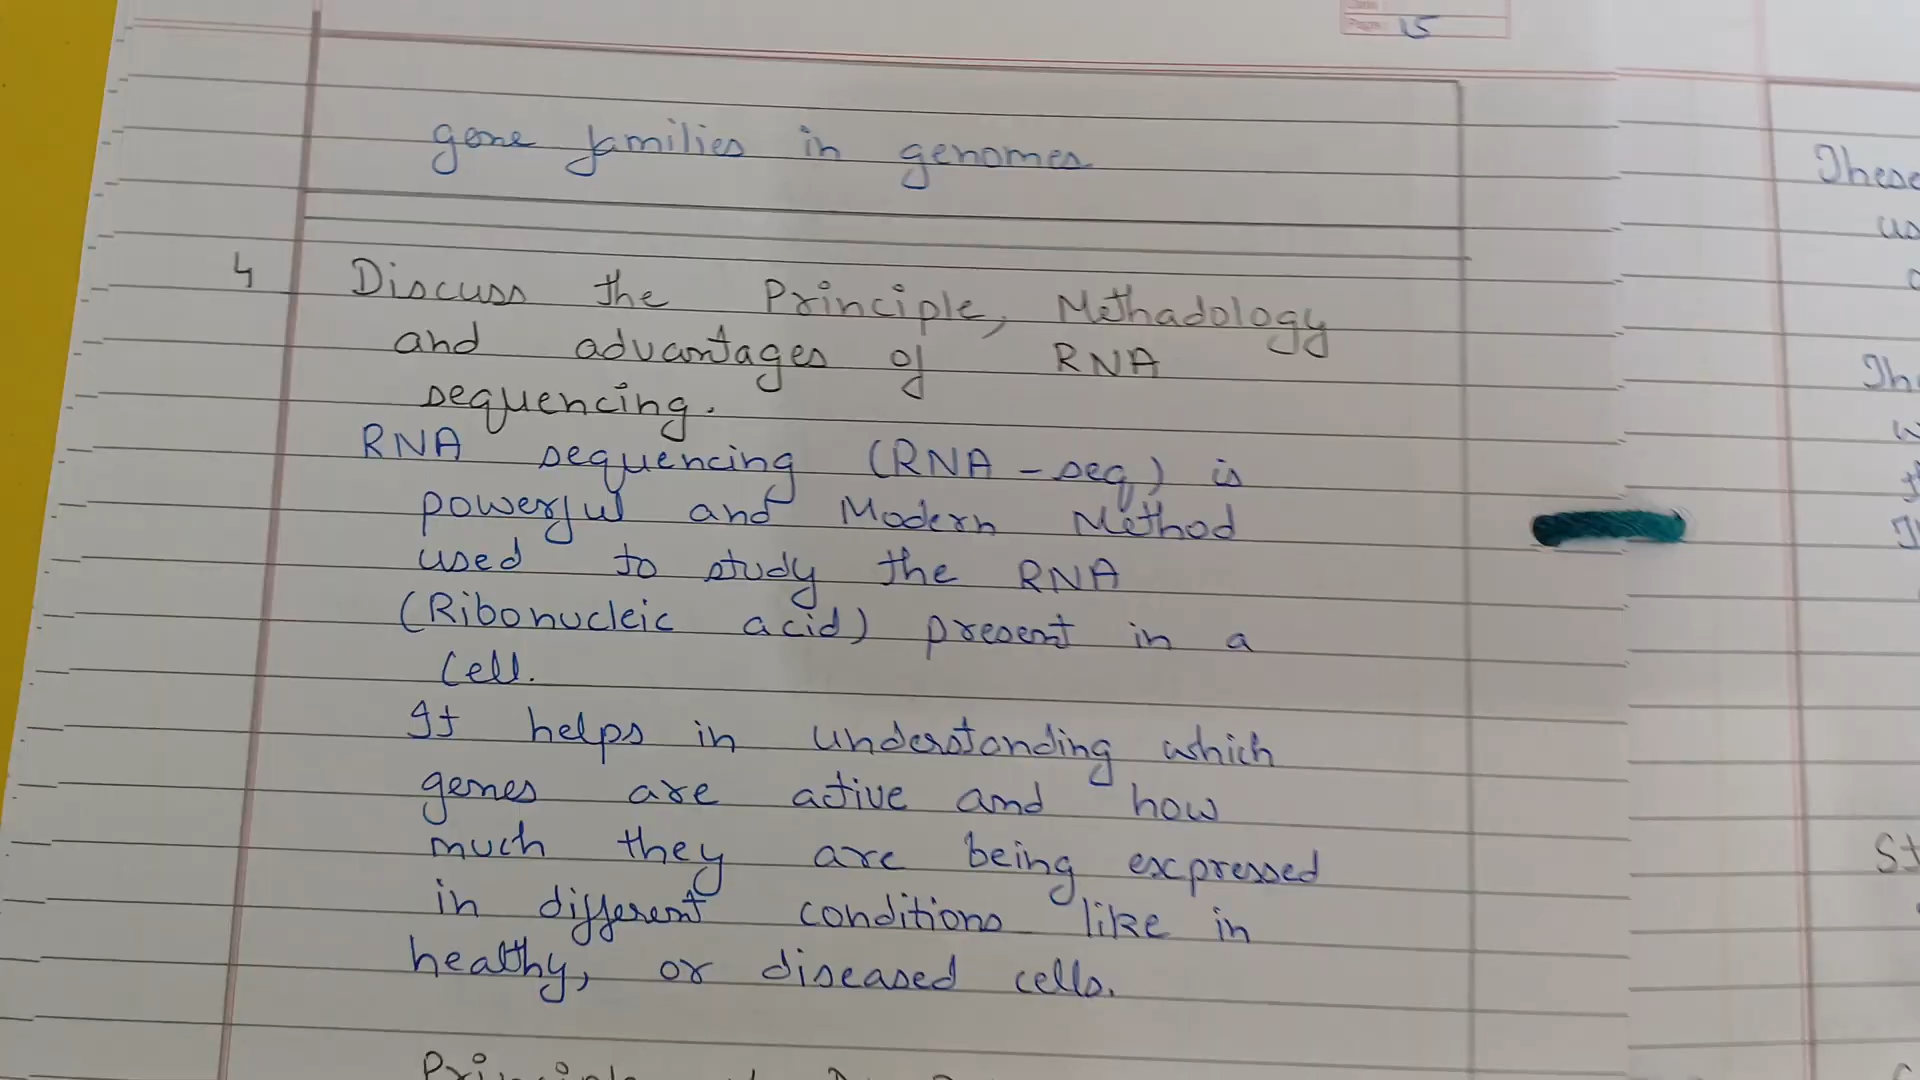 Page: 15
gene families in genomes
4 Discuss the Principle, Methadology
and advantages of RNA
sequencing.
RNA sequencing (RNA-seq) is
powerful and Modern Method
used to study the RNA
(Ribonucleic acid) present in a
Cell.
It helps in understanding which
genes are active and how
much they are being expressed
in different conditions like in
healthy, or diseased cells.
These